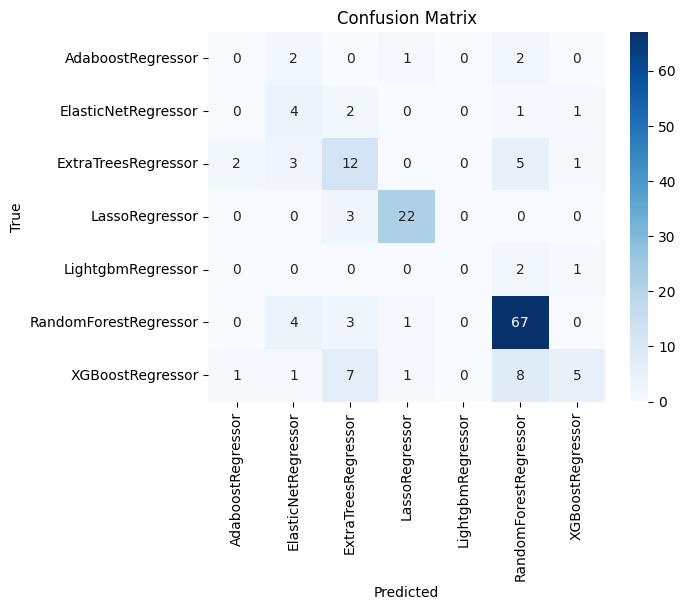 Confusion Matrix
True
AdaboostRegressor 0 2 0 1 0 2 0
ElasticNetRegressor 0 4 2 0 0 1 1
ExtraTreesRegressor 2 3 12 0 0 5 1
LassoRegressor 0 0 3 22 0 0 0
LightgbmRegressor 0 0 0 0 0 2 1
RandomForestRegressor 0 4 3 1 0 67 0
XGBoostRegressor 1 1 7 1 0 8 5
AdaboostRegressor
ElasticNetRegressor
ExtraTreesRegressor
LassoRegressor
LightgbmRegressor
RandomForestRegressor
XGBoostRegressor
Predicted
60
50
40
30
20
10
0